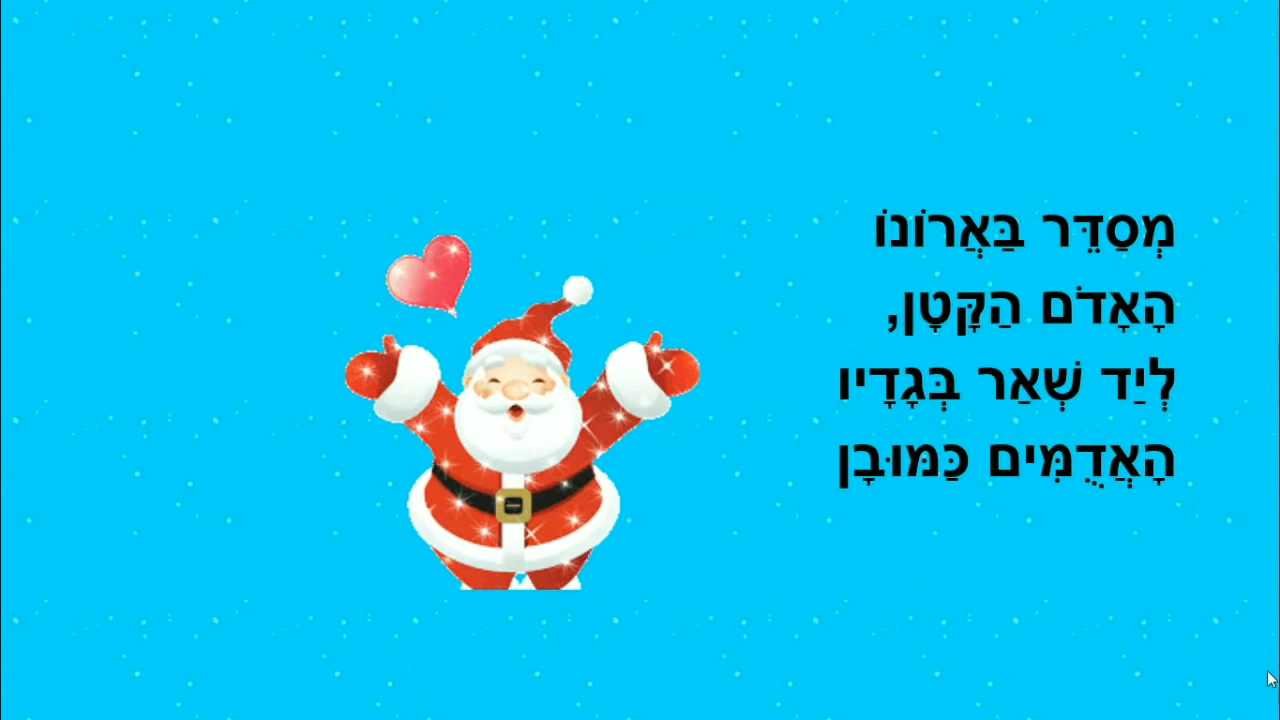 מְסַדֵּר בַּאֲרוֹנוֹ
הָאָדֹם הַקָּטָן,
לְיַד שְׁאַר בְּגָדָיו
הָאֲדֻמִּים כַּמּוּבָן